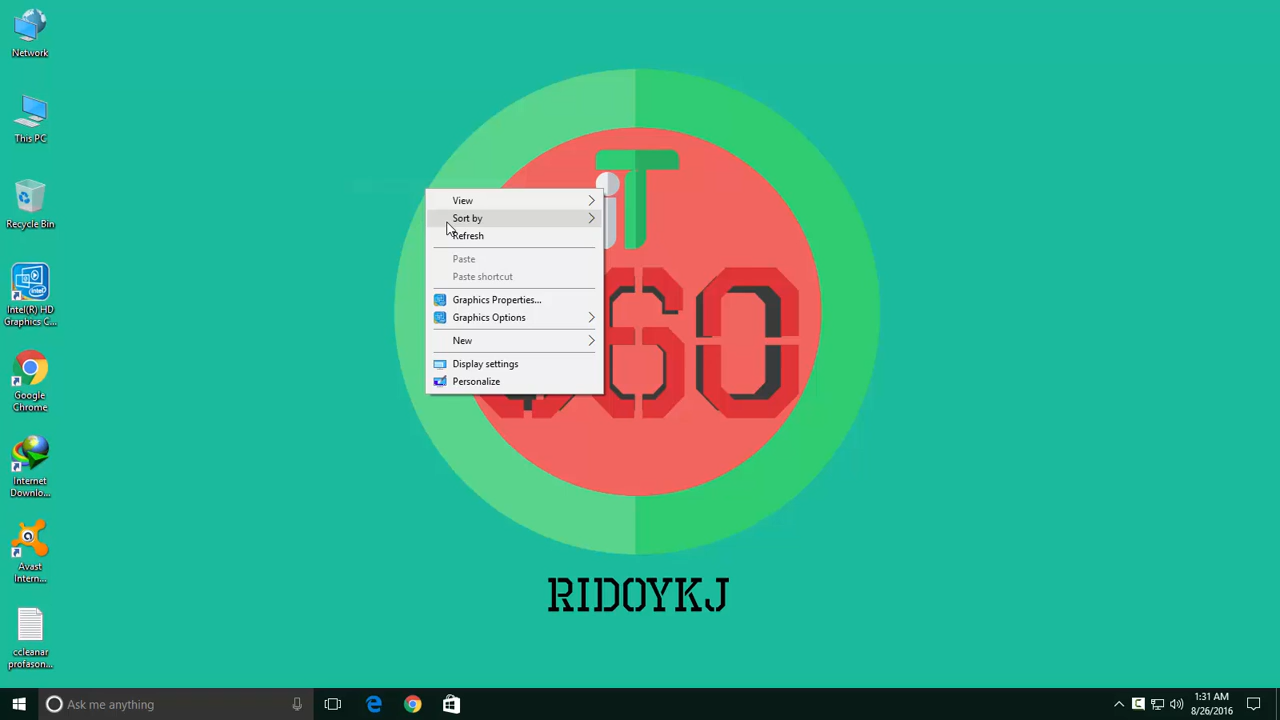 Network
This PC
Recycle Bin
Intel(R) HD
Graphics C...
Google
Chrome
Internet
Downlo...
Avast
Intern...
ccleanar
profason...
View
Sort by
Refresh
Paste
Paste shortcut
Graphics Properties...
Graphics Options
New
Display settings
Personalize
iT
360
RIDOYKJ
Ask me anything
1:31 AM
8/26/2016